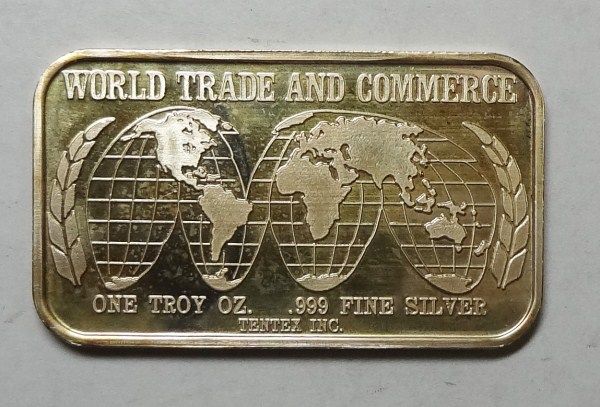 WORLD TRADE AND COMMERCE
ONE TROY OZ. .999 FINE SILVER
TENTEX INC.